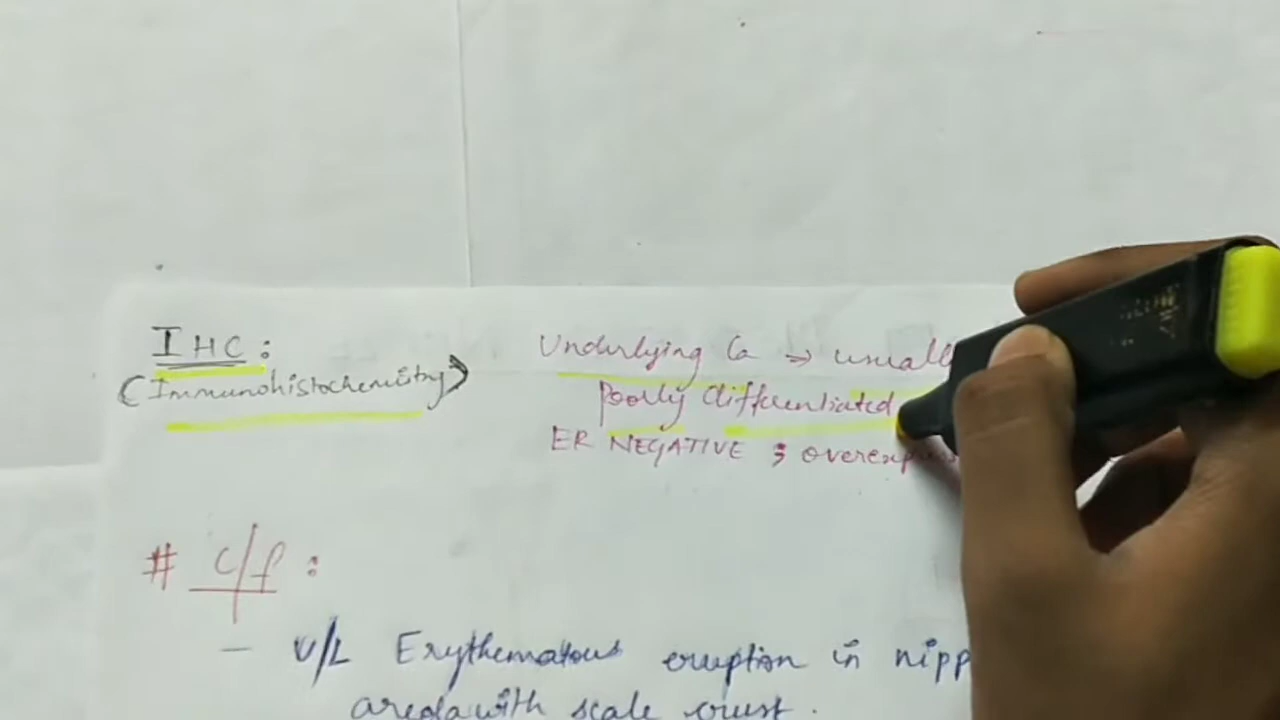 IHC:
(Immunohistochemistry)
Underlying Ca → usuall
Poorly differentiated
ER NEGATIVE ; overexp
# C/f :
- U/L Erythematous eruption in nipp
areola with scale crust.